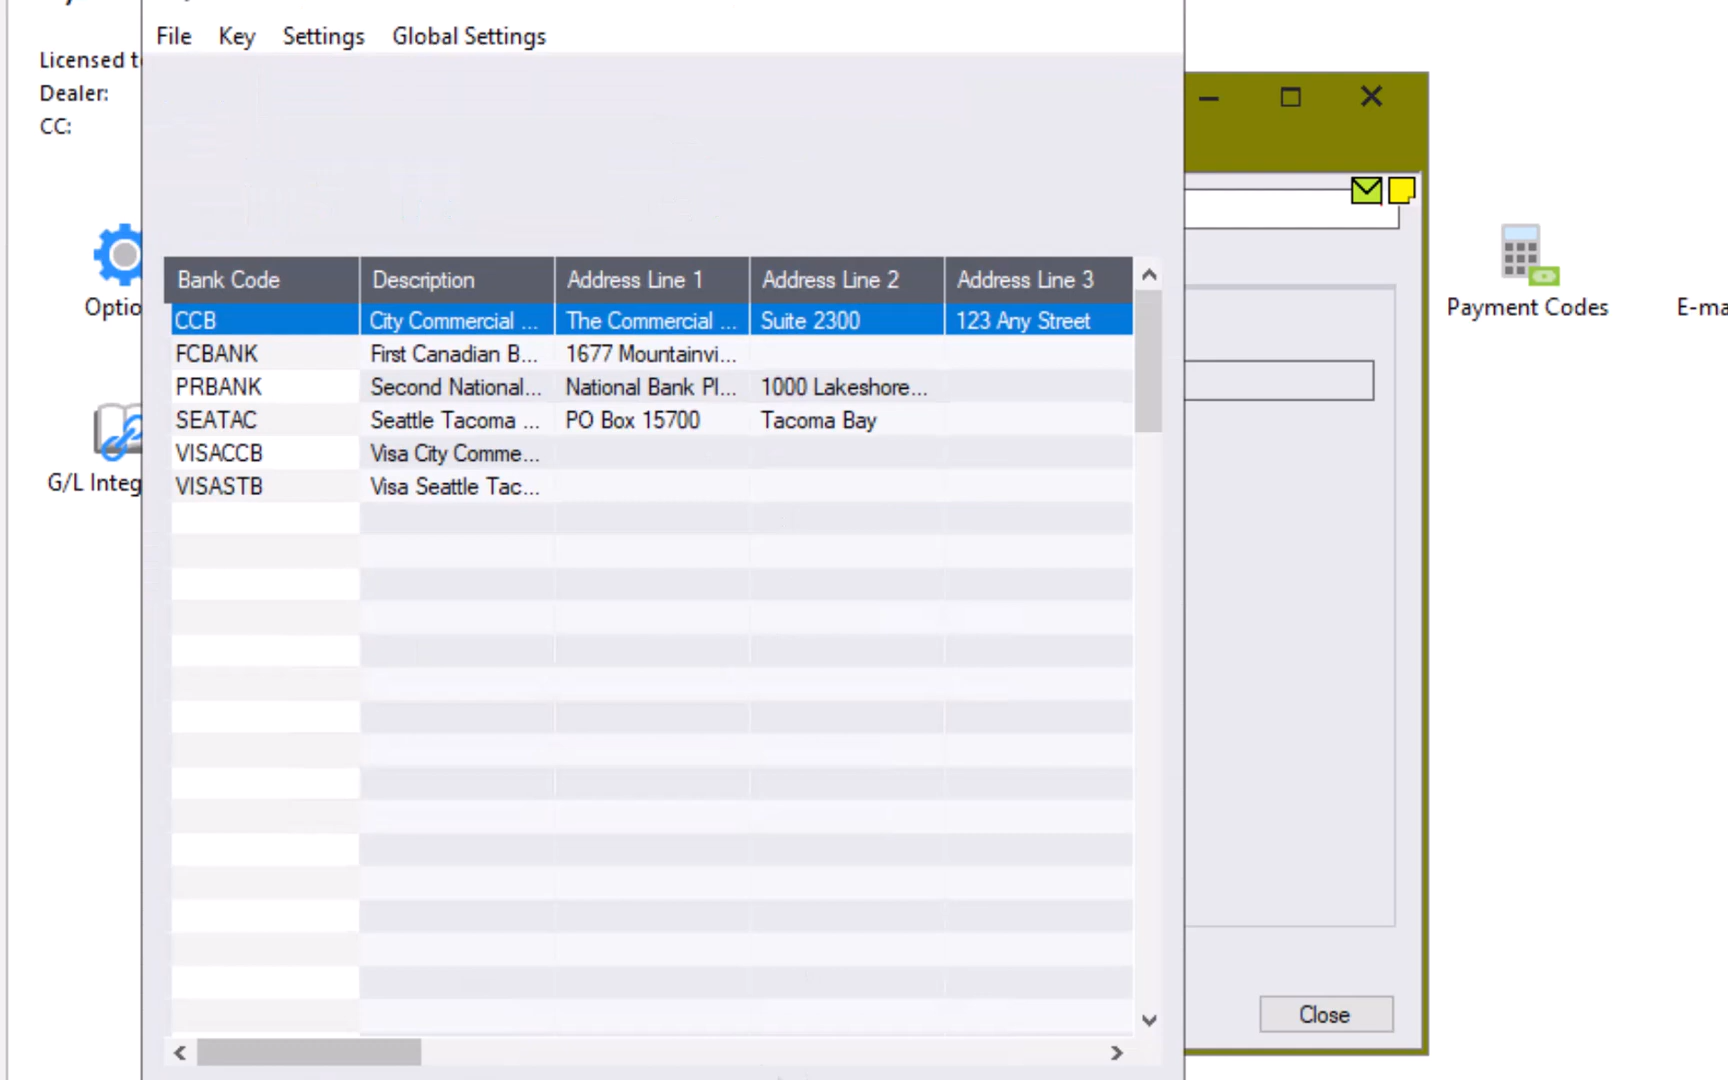 File Key Settings Global Settings
Licensed
Dealer:
CC:
Payment Codes
Bank Code Description Address Line 1 Address Line 2 Address Line 3
CCB City Commercial ... The Commercial ... Suite 2300 123 Any Street
FCBANK First Canadian B... 1677 Mountainvi...
PRBANK Second National... National Bank Pl... 1000 Lakeshore...
SEATAC Seattle Tacoma ... PO Box 15700 Tacoma Bay
VISACCB Visa City Comme...
VISASTB Visa Seattle Tac...
G/L Integ
Optio
E-ma
Close